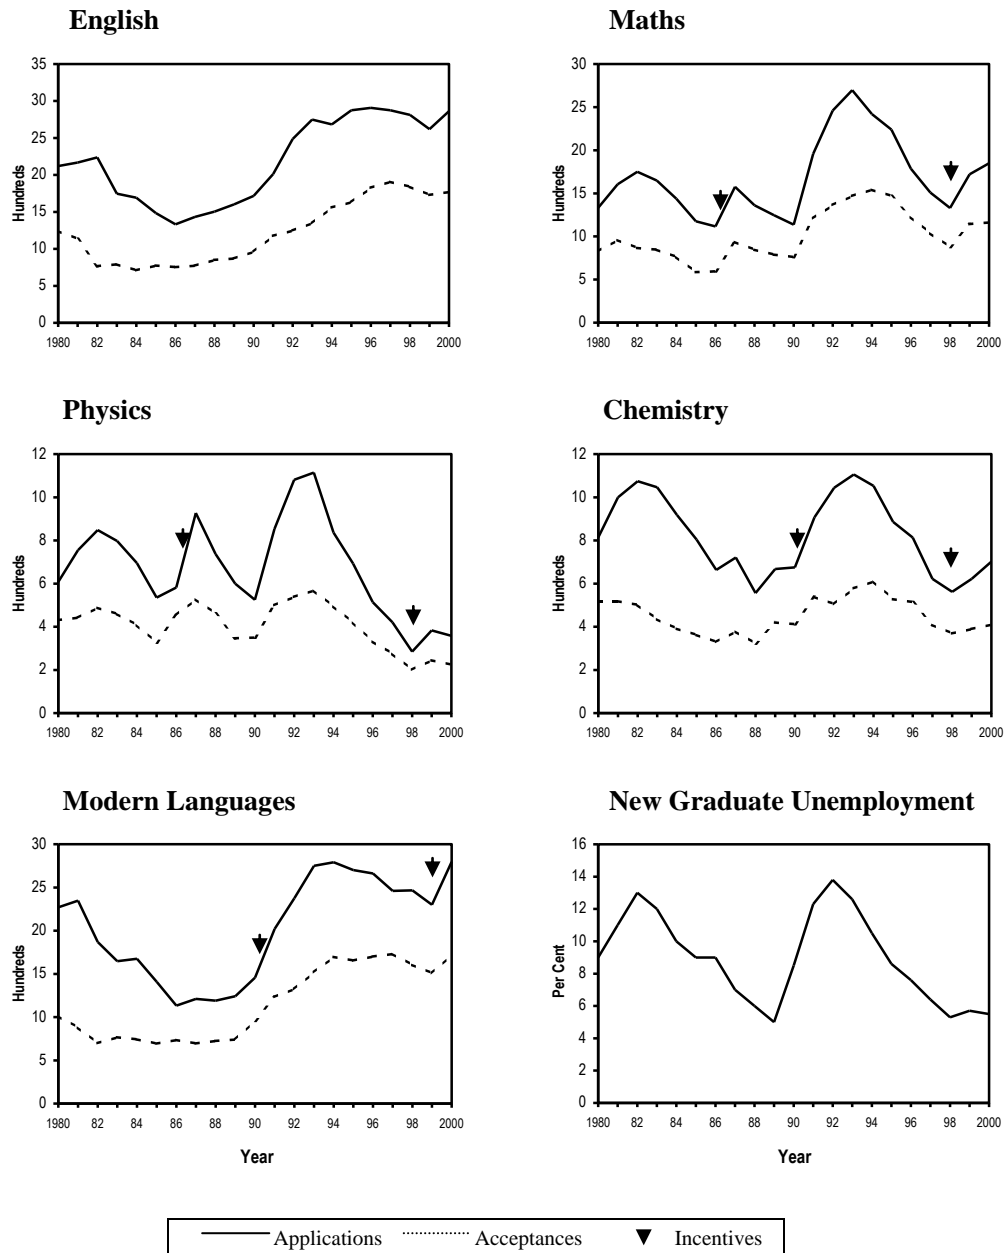 English
Maths
35
30
25
20
15
10
5
0
Hundreds
1980 82 84 86 88 90 92 94 96 98 2000
30
25
20
15
10
5
0
Hundreds
1980 82 84 86 88 90 92 94 96 98 2000
Physics
Chemistry
12
10
8
6
4
2
0
Hundreds
1980 82 84 86 88 90 92 94 96 98 2000
12
10
8
6
4
2
0
Hundreds
1980 82 84 86 88 90 92 94 96 98 2000
Modern Languages
New Graduate Unemployment
30
25
20
15
10
5
0
Hundreds
1980 82 84 86 88 90 92 94 96 98 2000
Year
16
14
12
10
8
6
4
2
0
Per Cent
1980 82 84 86 88 90 92 94 96 98 2000
Year
Applications Acceptances Incentives